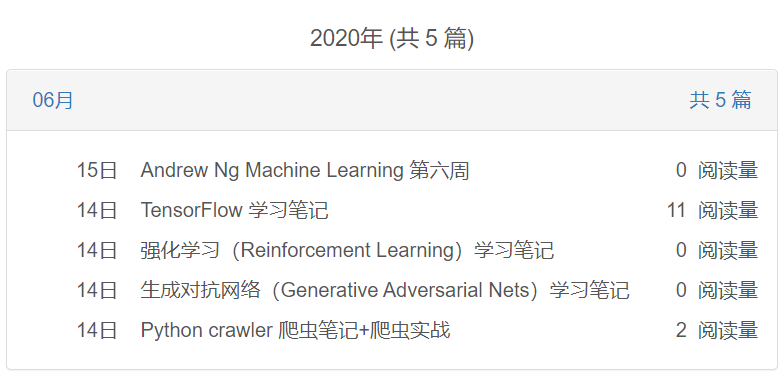 2020年 (共 5 篇)
06月 共 5 篇
15日 Andrew Ng Machine Learning 第六周 0 阅读量
14日 TensorFlow 学习笔记 11 阅读量
14日 强化学习（Reinforcement Learning）学习笔记 0 阅读量
14日 生成对抗网络（Generative Adversarial Nets）学习笔记 0 阅读量
14日 Python crawler 爬虫笔记+爬虫实战 2 阅读量